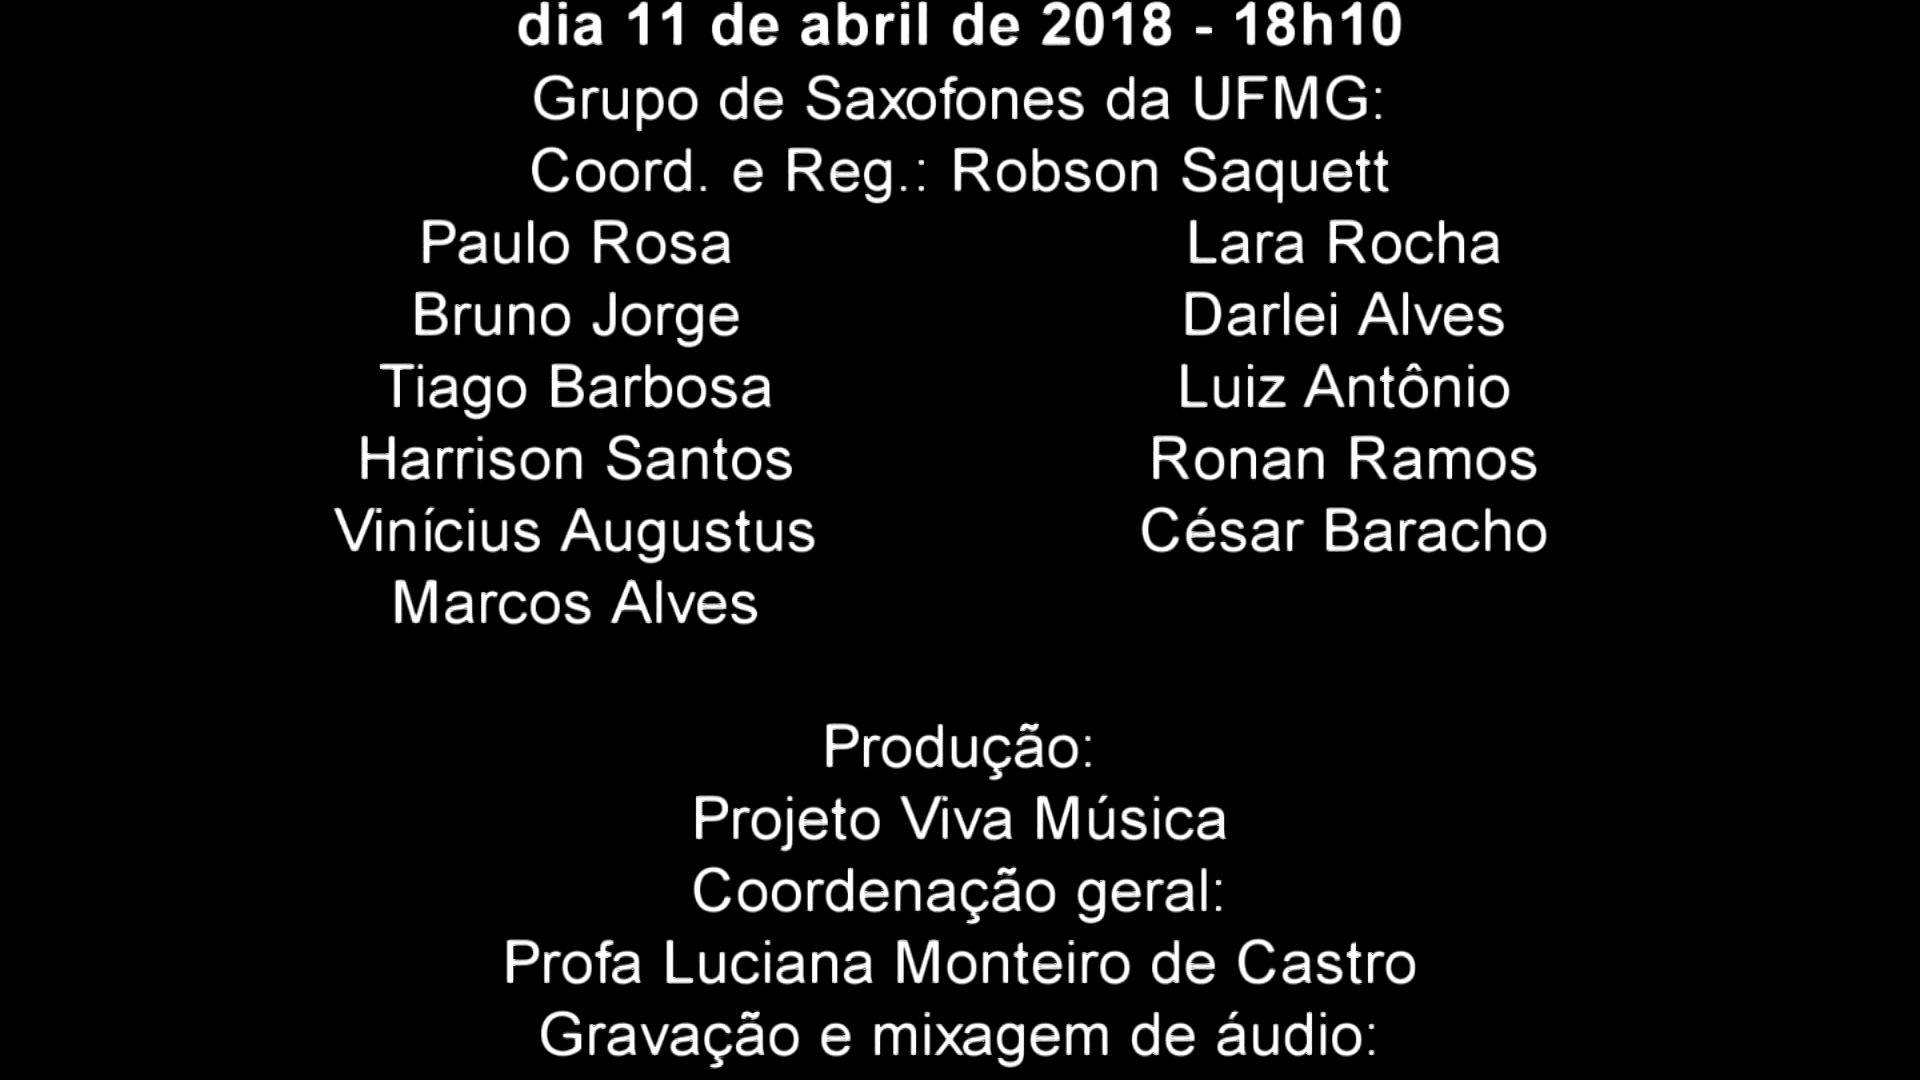 dia 11 de abril de 2018 - 18h10
Grupo de Saxofones da UFMG:
Coord. e Reg.: Robson Saquett
Paulo Rosa
Bruno Jorge
Tiago Barbosa
Harrison Santos
Vinícius Augustus
Marcos Alves
Lara Rocha
Darlei Alves
Luiz Antônio
Ronan Ramos
César Baracho
Produção:
Projeto Viva Música
Coordenação geral:
Profa Luciana Monteiro de Castro
Gravação e mixagem de áudio: